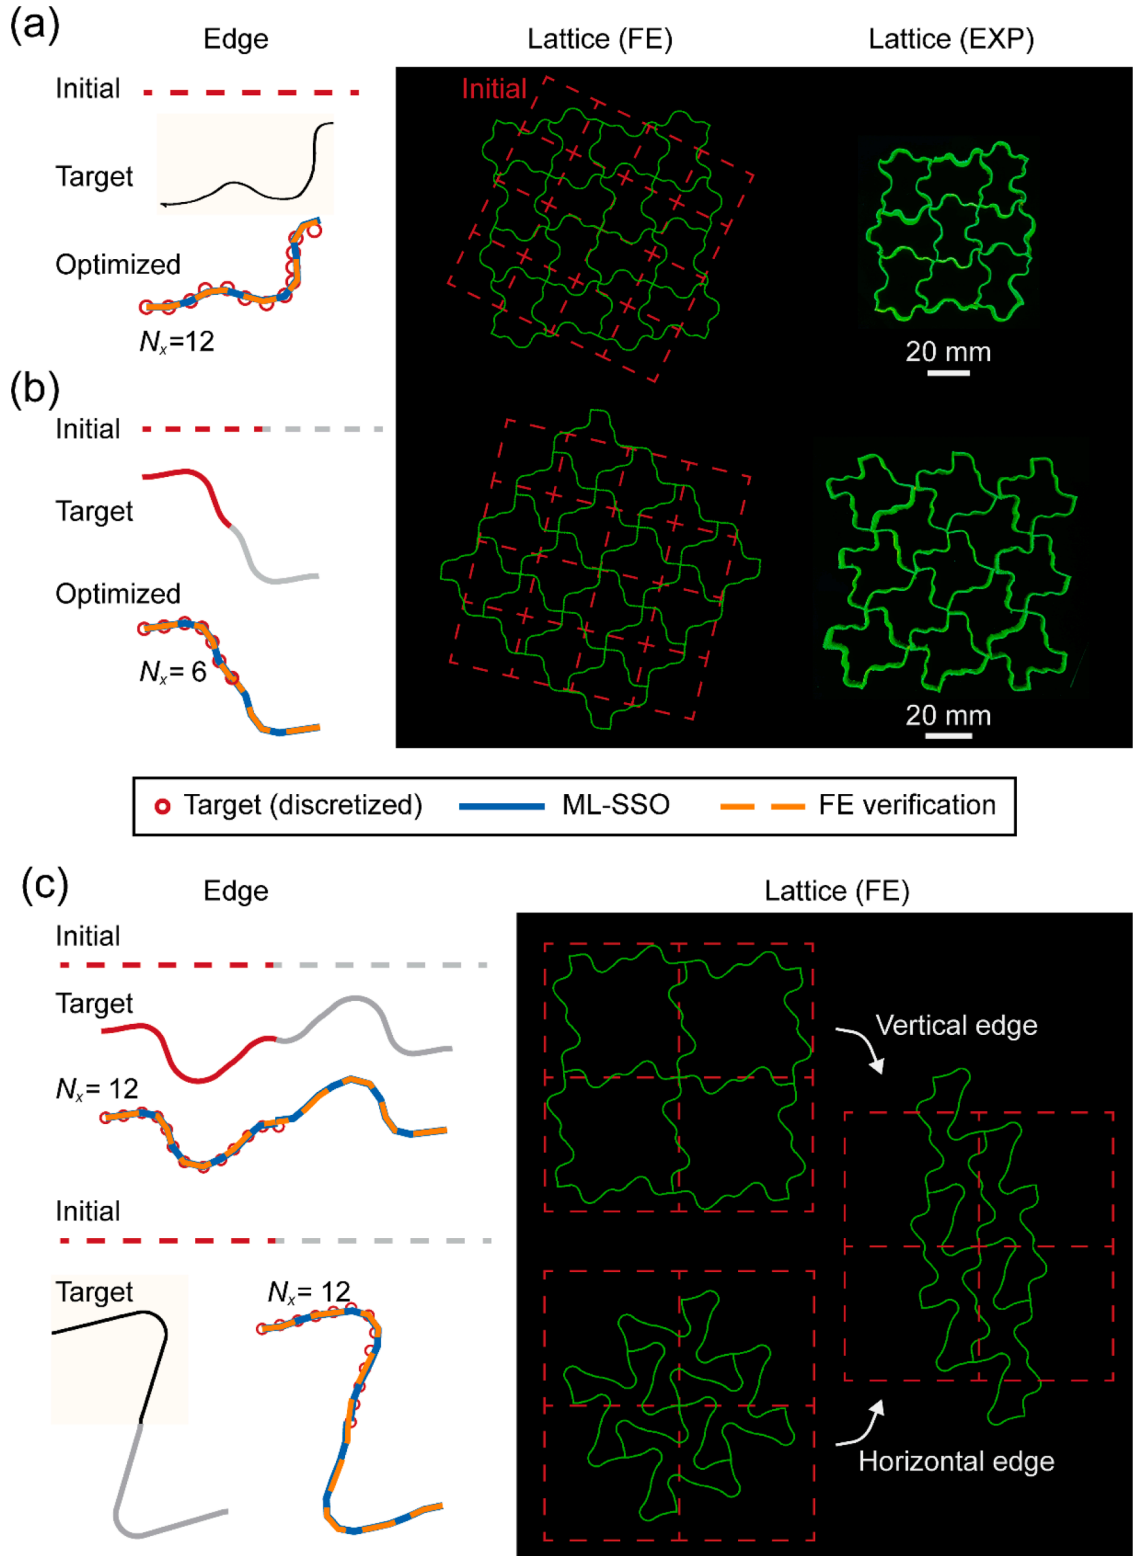 (a)
Edge
Lattice (FE)
Lattice (EXP)
Initial
Initial
Target
Optimized
Nx=12
20 mm
(b)
Initial
Target
Optimized
Nx= 6
20 mm
Target (discretized)
ML-SSO
FE verification
(c)
Edge
Lattice (FE)
Initial
Target
Vertical edge
Nx= 12
Initial
Target
Nx= 12
Horizontal edge